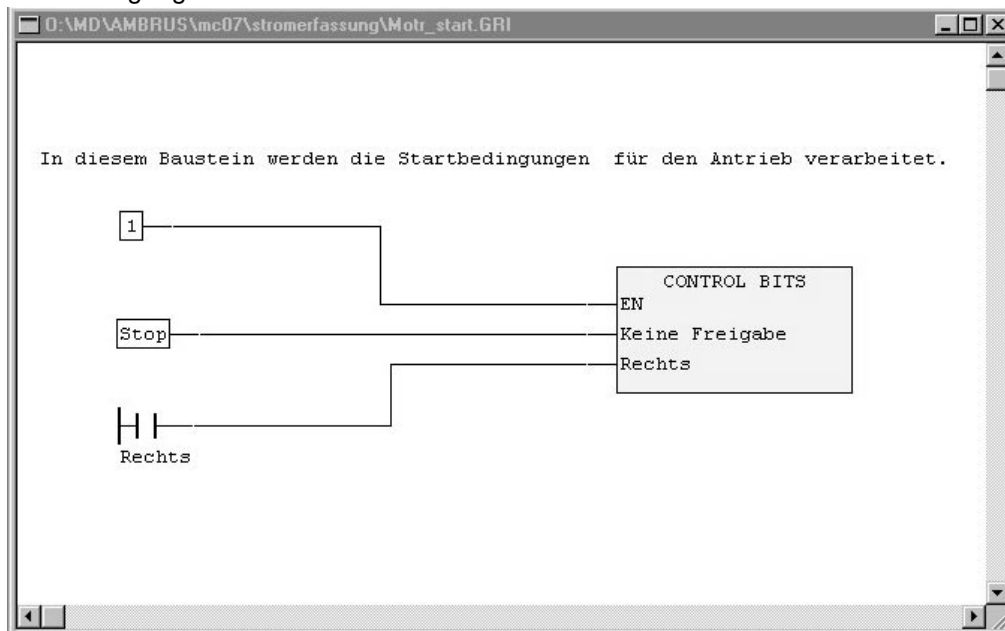 O:\MD\AMBRUS\mc07\stromerfassung\Motr_start.GRI
In diesem Baustein werden die Startbedingungen für den Antrieb verarbeitet.
1
CONTROL BITS
EN
Stop
Keine Freigabe
Rechts
Rechts